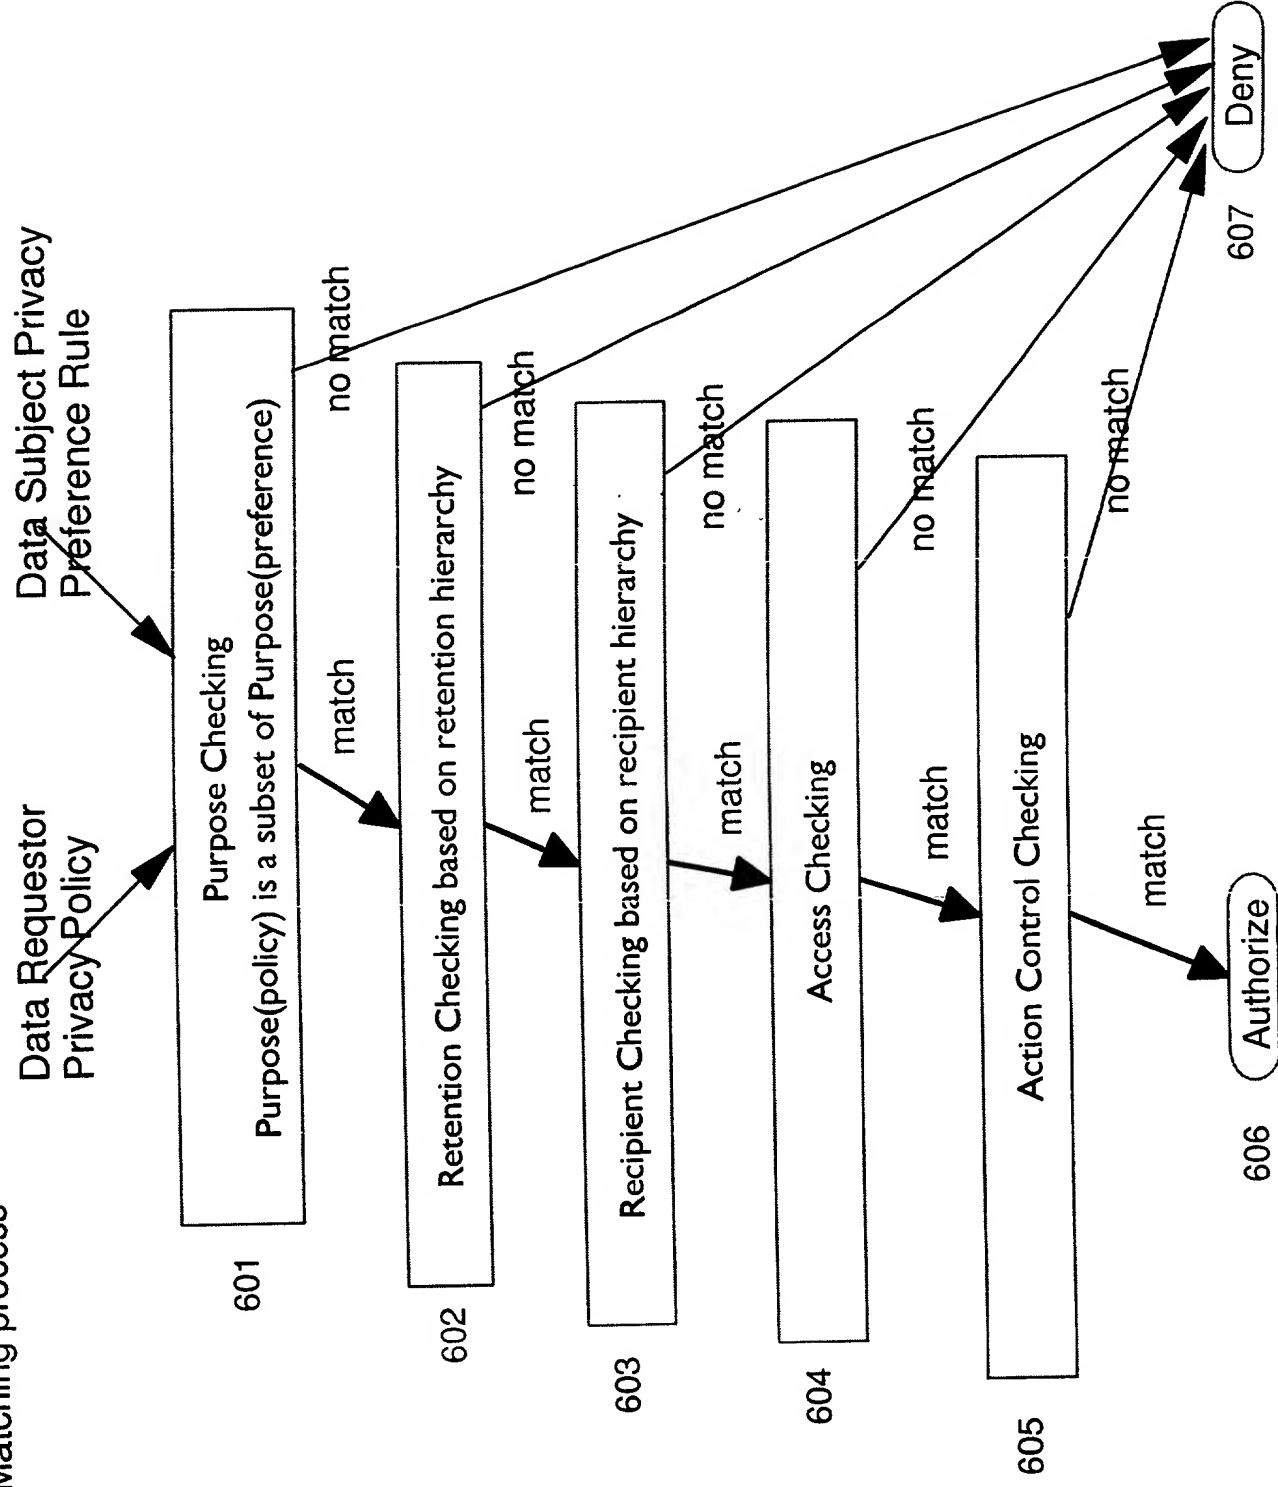 Matching process
Data Requestor
Privacy Policy
Data Subject Privacy
Preference Rule
601
Purpose Checking
Purpose(policy) is a subset of Purpose(preference)
match
no match
602
Retention Checking based on retention hierarchy
match
no match
603
Recipient Checking based on recipient hierarchy
match
no match
604
Access Checking
match
no match
605
Action Control Checking
match
no match
606
Authorize
607
Deny